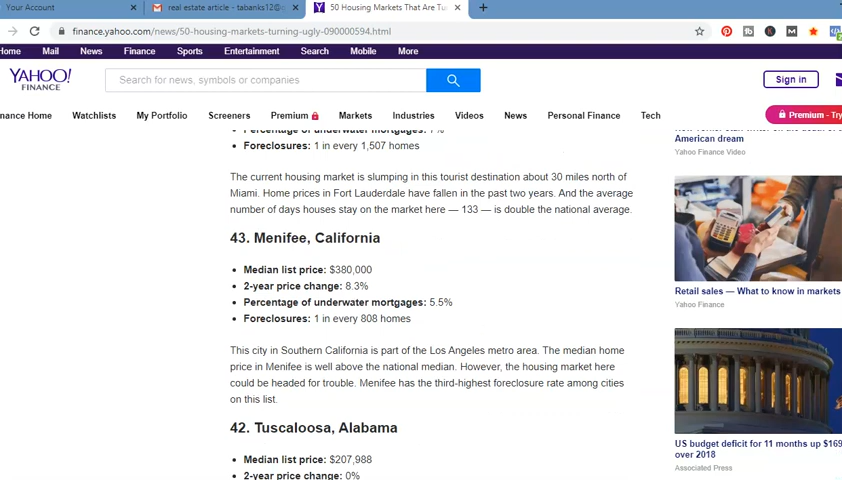 Your Account
real estate article - tabanks12@
50 Housing Markets That Are Tu
finance.yahoo.com/news/50-housing-markets-turning-ugly-090000594.html
Home Mail News Finance Sports Entertainment Search Mobile More
YAHOO!
FINANCE
Search for news, symbols or companies
Sign in
nance Home Watchlists My Portfolio Screeners Premium Markets Industries Videos News Personal Finance Tech
Premium - Try
Percentage of underwater mortgages: 7%
Foreclosures: 1 in every 1,507 homes
The current housing market is slumping in this tourist destination about 30 miles north of
Miami. Home prices in Fort Lauderdale have fallen in the past two years. And the average
number of days houses stay on the market here — 133 — is double the national average.
43. Menifee, California
Median list price: $380,000
2-year price change: 8.3%
Percentage of underwater mortgages: 5.5%
Foreclosures: 1 in every 808 homes
This city in Southern California is part of the Los Angeles metro area. The median home
price in Menifee is well above the national median. However, the housing market here
could be headed for trouble. Menifee has the third-highest foreclosure rate among cities
on this list.
42. Tuscaloosa, Alabama
Median list price: $207,988
2-year price change: 0%
American dream
Yahoo Finance Video
Retail sales — What to know in markets
Yahoo Finance
US budget deficit for 11 months up $169
over 2018
Associated Press